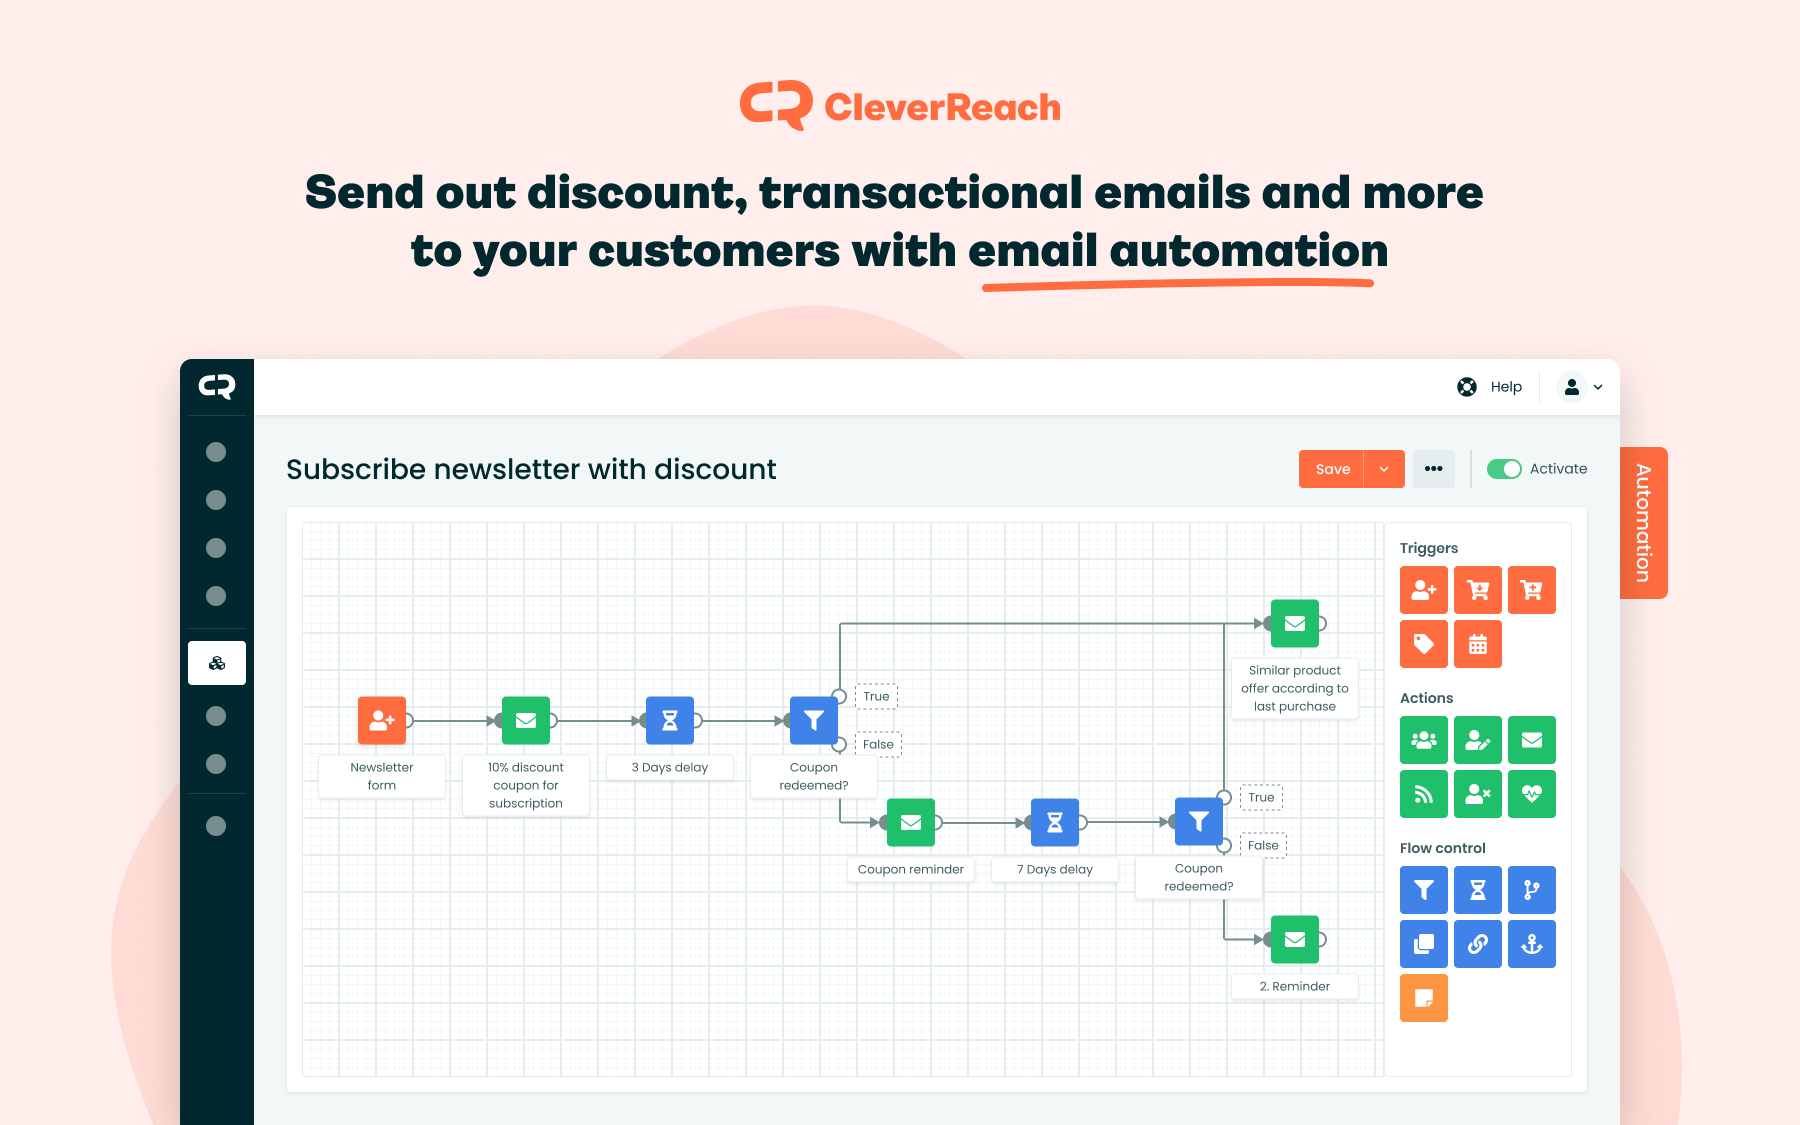 CleverReach
Send out discount, transactional emails and more
to your customers with email automation
Help
Subscribe newsletter with discount
Save
•••
Activate
Automation
Triggers
Actions
Flow control
Newsletter
form
10% discount
coupon for
subscription
3 Days delay
Coupon
redeemed?
True
False
Similar product
offer according to
last purchase
Coupon reminder
7 Days delay
Coupon
redeemed?
True
False
2. Reminder